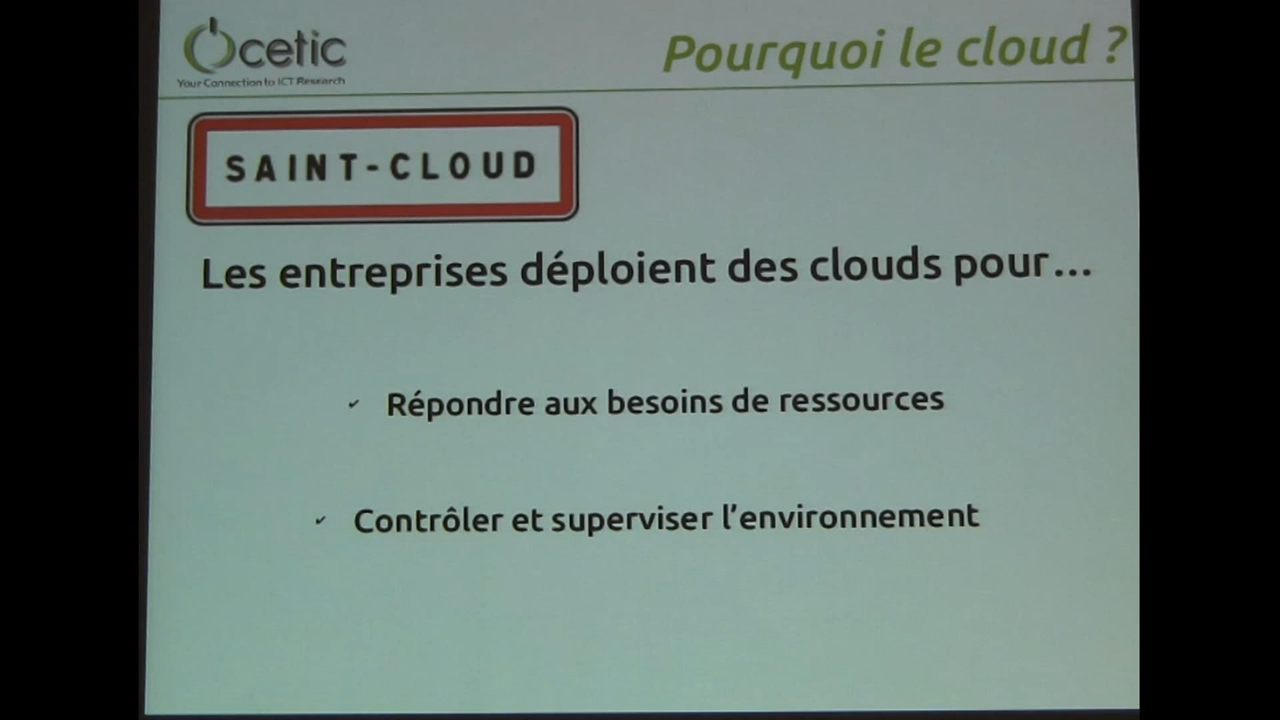 cetic
Your Connection to ICT Research
Pourquoi le cloud ?
SAINT-CLOUD
Les entreprises déploient des clouds pour...
✔ Répondre aux besoins de ressources
✔ Contrôler et superviser l’environnement